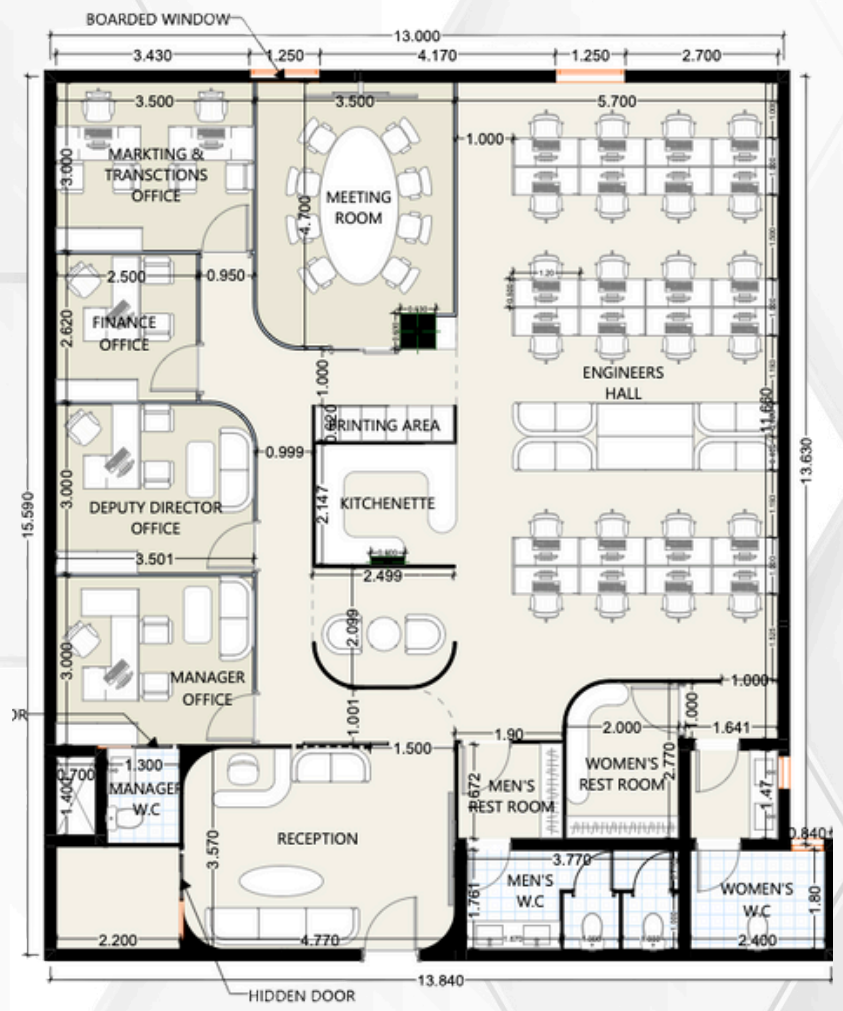 BOARDED WINDOW
13.000
3.430
1.250
4.170
1.250
2.700
3.500
3.500
5.700
1.000
MARKTING &
TRANSCTIONS
OFFICE
3.000
MEETING
ROOM
4.700
2.500
0.950
FINANCE
OFFICE
2.620
1.20
ENGINEERS
HALL
11.660
1.000
PRINTING AREA
0.620
0.999
KITCHENETTE
2.147
DEPUTY DIRECTOR
OFFICE
3.000
3.501
2.499
13.630
15.590
2.099
MANAGER
OFFICE
3.000
1.001
1.000
1.000
2.000
1.641
1.90
1.500
WOMEN'S
REST ROOM
2.770
MEN'S
REST ROOM
1.300
0.700
1.400
MANAGER
W.C
1.47
RECEPTION
3.570
0.840
3.770
MEN'S
W.C
1.761
WOMEN'S
W.C
1.80
2.200
4.770
2.400
13.840
HIDDEN DOOR